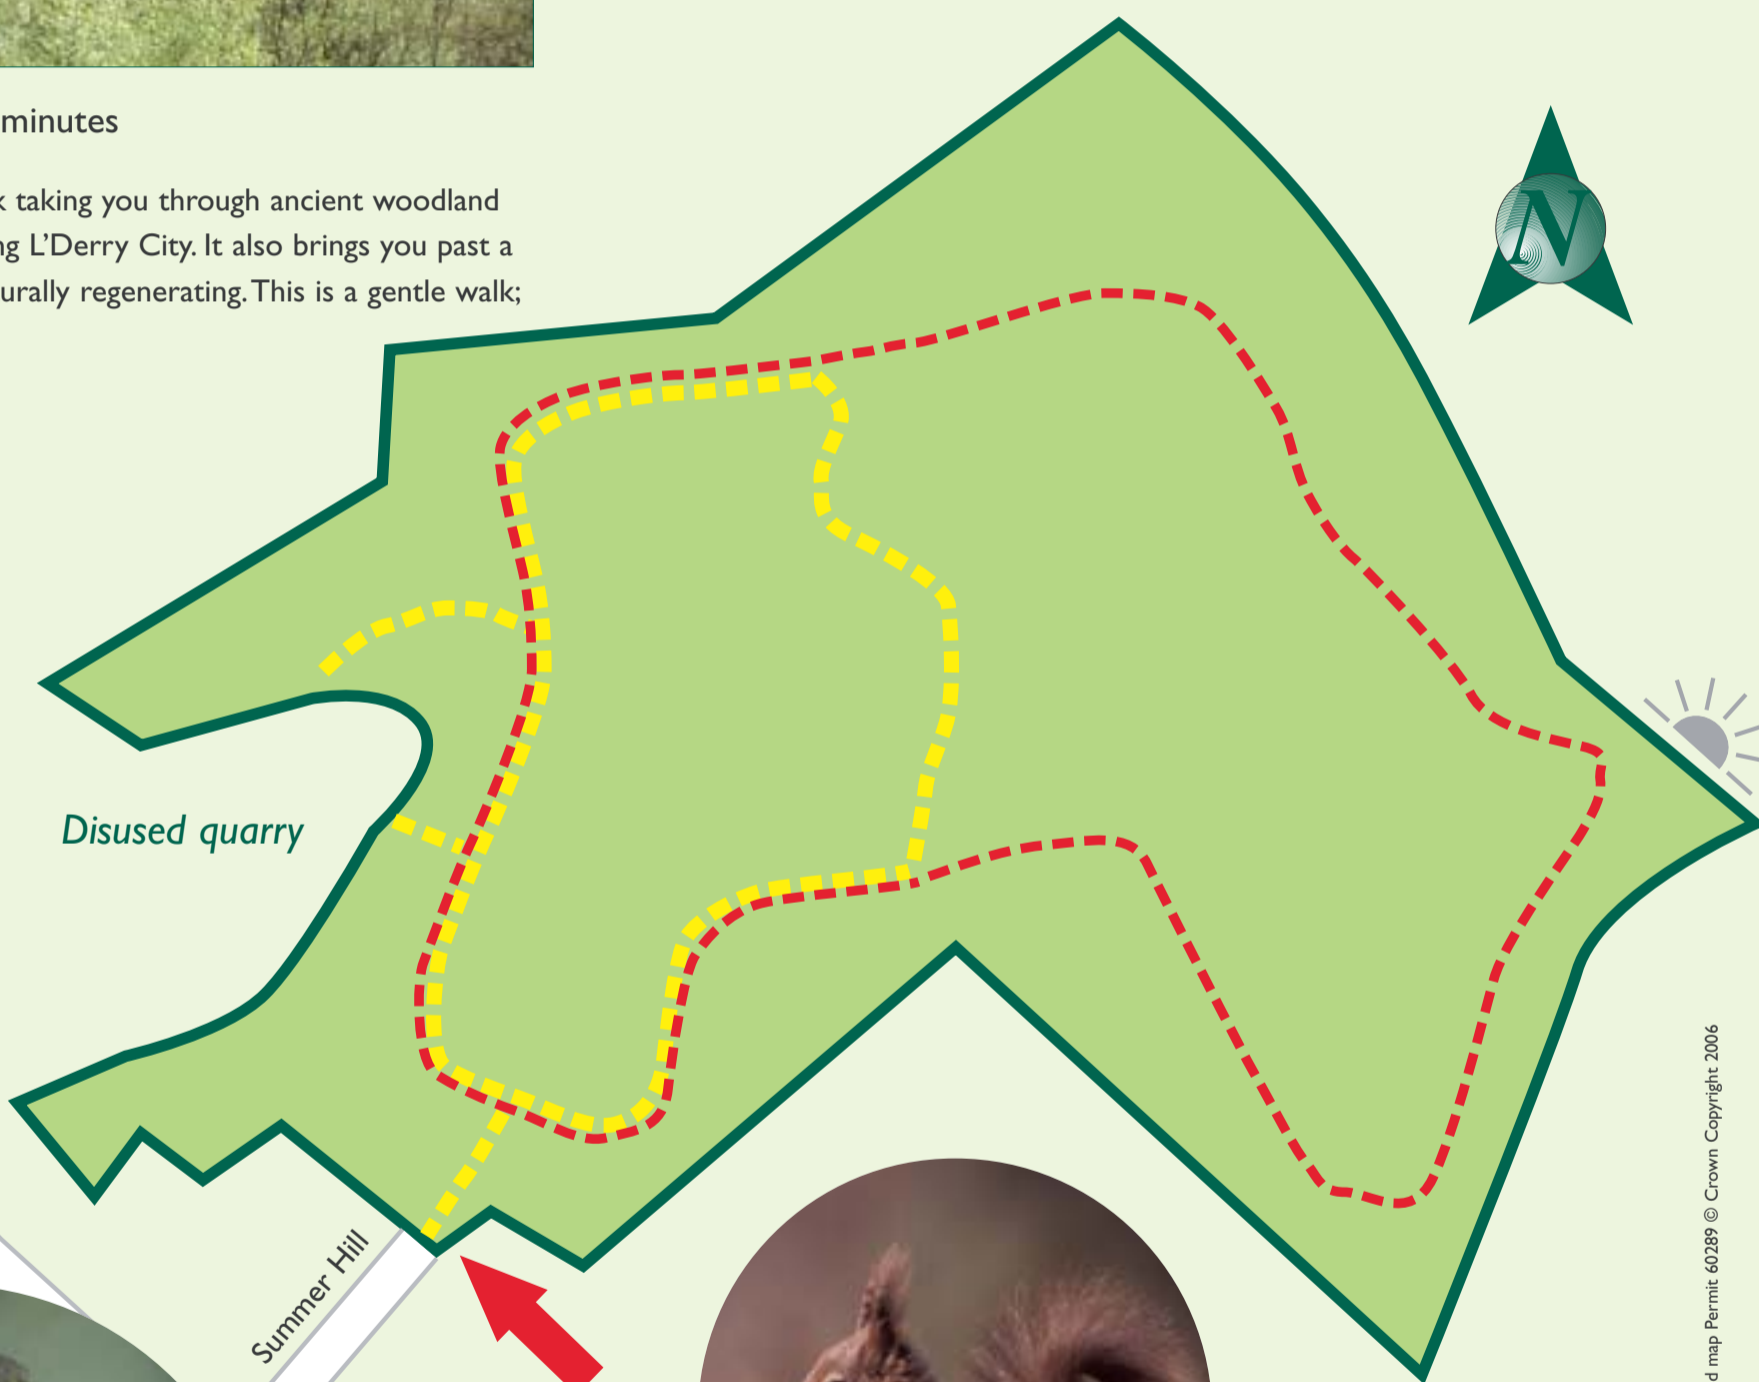 minutes
taking you through ancient woodland
L'Derry City. It also brings you past a
regenerating. This is a gentle walk;
N
Disused quarry
Summer Hill
map Permit 60289 © Crown Copyright 2006